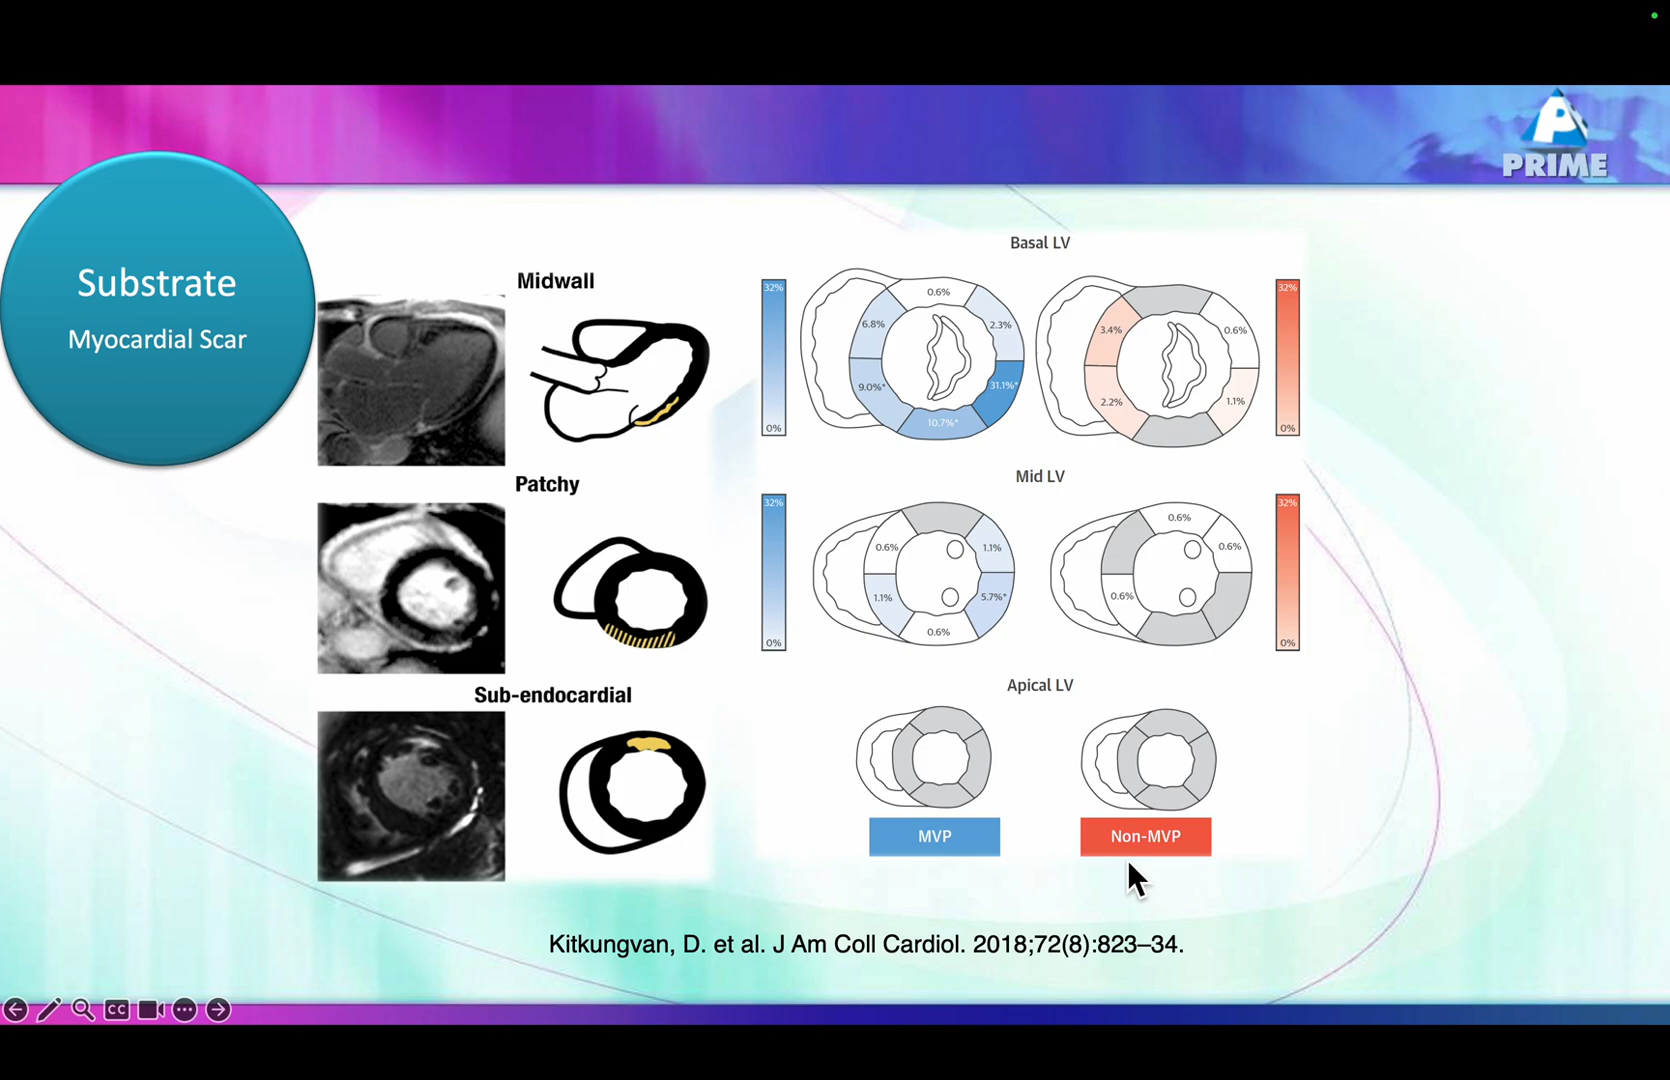 PRIME
Substrate
Myocardial Scar
Midwall
Patchy
Sub-endocardial
Basal LV
32%
0%
0.6%
6.8%
2.3%
9.0%*
31.1%*
10.7%*
3.4%
0.6%
2.2%
1.1%
32%
0%
Mid LV
32%
0%
0.6%
1.1%
1.1%
5.7%*
0.6%
0.6%
0.6%
0.6%
32%
0%
Apical LV
MVP
Non-MVP
Kitkungvan, D. et al. J Am Coll Cardiol. 2018;72(8):823–34.
CC